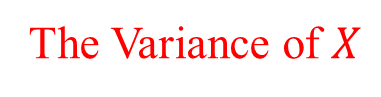 The Variance of X